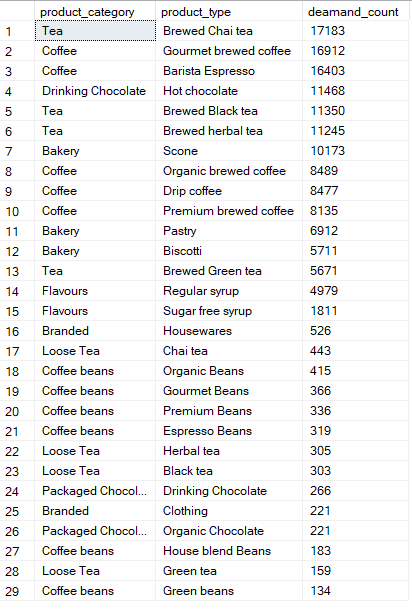 product_category product_type deamand_count
1 Tea Brewed Chai tea 17183
2 Coffee Gourmet brewed coffee 16912
3 Coffee Barista Espresso 16403
4 Drinking Chocolate Hot chocolate 11468
5 Tea Brewed Black tea 11350
6 Tea Brewed herbal tea 11245
7 Bakery Scone 10173
8 Coffee Organic brewed coffee 8489
9 Coffee Drip coffee 8477
10 Coffee Premium brewed coffee 8135
11 Bakery Pastry 6912
12 Bakery Biscotti 5711
13 Tea Brewed Green tea 5671
14 Flavours Regular syrup 4979
15 Flavours Sugar free syrup 1811
16 Branded Housewares 526
17 Loose Tea Chai tea 443
18 Coffee beans Organic Beans 415
19 Coffee beans Gourmet Beans 366
20 Coffee beans Premium Beans 336
21 Coffee beans Espresso Beans 319
22 Loose Tea Herbal tea 305
23 Loose Tea Black tea 303
24 Packaged Chocol... Drinking Chocolate 266
25 Branded Clothing 221
26 Packaged Chocol... Organic Chocolate 221
27 Coffee beans House blend Beans 183
28 Loose Tea Green tea 159
29 Coffee beans Green beans 134